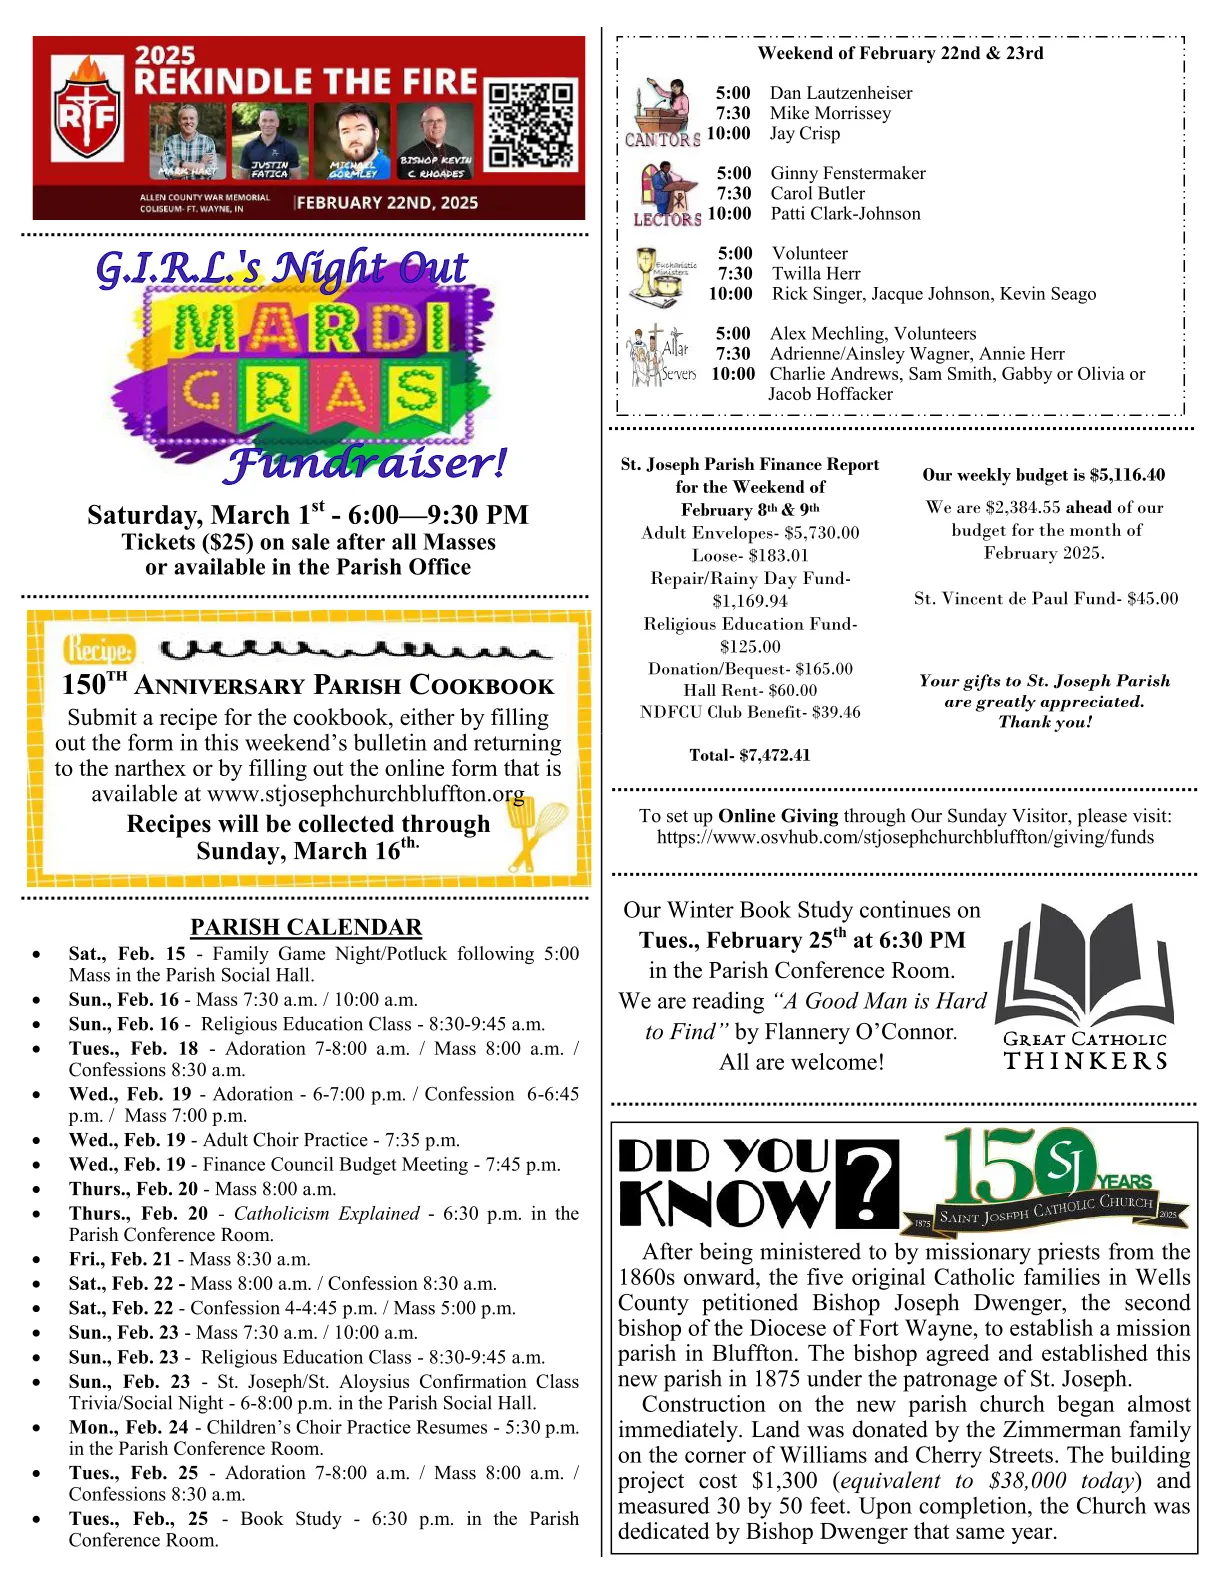 2025
REKINDLE THE FIRE
RTF
MARK HART
JUSTIN
FATICA
MICHAEL
GORMLEY
BISHOP KEVIN
C. RHOADES
ALLEN COUNTY WAR MEMORIAL
COLISEUM- FT. WAYNE, IN
|FEBRUARY 22ND, 2025
G.I.R.L.'s Night Out
MARDI
GRAS
Fundraiser!
Saturday, March 1st - 6:00—9:30 PM
Tickets ($25) on sale after all Masses
or available in the Parish Office
Recipe:
150TH ANNIVERSARY PARISH COOKBOOK
Submit a recipe for the cookbook, either by filling
out the form in this weekend’s bulletin and returning
to the narthex or by filling out the online form that is
available at www.stjosephchurchbluffton.org
Recipes will be collected through
Sunday, March 16th.
PARISH CALENDAR
• Sat., Feb. 15 - Family Game Night/Potluck following 5:00
Mass in the Parish Social Hall.
• Sun., Feb. 16 - Mass 7:30 a.m. / 10:00 a.m.
• Sun., Feb. 16 - Religious Education Class - 8:30-9:45 a.m.
• Tues., Feb. 18 - Adoration 7-8:00 a.m. / Mass 8:00 a.m. /
Confessions 8:30 a.m.
• Wed., Feb. 19 - Adoration - 6-7:00 p.m. / Confession 6-6:45
p.m. / Mass 7:00 p.m.
• Wed., Feb. 19 - Adult Choir Practice - 7:35 p.m.
• Wed., Feb. 19 - Finance Council Budget Meeting - 7:45 p.m.
• Thurs., Feb. 20 - Mass 8:00 a.m.
• Thurs., Feb. 20 - Catholicism Explained - 6:30 p.m. in the
Parish Conference Room.
• Fri., Feb. 21 - Mass 8:30 a.m.
• Sat., Feb. 22 - Mass 8:00 a.m. / Confession 8:30 a.m.
• Sat., Feb. 22 - Confession 4-4:45 p.m. / Mass 5:00 p.m.
• Sun., Feb. 23 - Mass 7:30 a.m. / 10:00 a.m.
• Sun., Feb. 23 - Religious Education Class - 8:30-9:45 a.m.
• Sun., Feb. 23 - St. Joseph/St. Aloysius Confirmation Class
Trivia/Social Night - 6-8:00 p.m. in the Parish Social Hall.
• Mon., Feb. 24 - Children’s Choir Practice Resumes - 5:30 p.m.
in the Parish Conference Room.
• Tues., Feb. 25 - Adoration 7-8:00 a.m. / Mass 8:00 a.m. /
Confessions 8:30 a.m.
• Tues., Feb., 25 - Book Study - 6:30 p.m. in the Parish
Conference Room.
Weekend of February 22nd & 23rd
CANTORS
5:00 Dan Lautzenheiser
7:30 Mike Morrissey
10:00 Jay Crisp
LECTORS
5:00 Ginny Fenstermaker
7:30 Carol Butler
10:00 Patti Clark-Johnson
Eucharistic
Ministers
5:00 Volunteer
7:30 Twilla Herr
10:00 Rick Singer, Jacque Johnson, Kevin Seago
Altar
Servers
5:00 Alex Mechling, Volunteers
7:30 Adrienne/Ainsley Wagner, Annie Herr
10:00 Charlie Andrews, Sam Smith, Gabby or Olivia or
Jacob Hoffacker
St. Joseph Parish Finance Report
for the Weekend of
February 8th & 9th
Adult Envelopes- $5,730.00
Loose- $183.01
Repair/Rainy Day Fund-
$1,169.94
Religious Education Fund-
$125.00
Donation/Bequest- $165.00
Hall Rent- $60.00
NDFCU Club Benefit- $39.46
Total- $7,472.41
Our weekly budget is $5,116.40
We are $2,384.55 ahead of our
budget for the month of
February 2025.
St. Vincent de Paul Fund- $45.00
Your gifts to St. Joseph Parish
are greatly appreciated.
Thank you!
To set up Online Giving through Our Sunday Visitor, please visit:
https://www.osvhub.com/stjosephchurchbluffton/giving/funds
Our Winter Book Study continues on
Tues., February 25th at 6:30 PM
in the Parish Conference Room.
We are reading “A Good Man is Hard
to Find” by Flannery O’Connor.
All are welcome!
GREAT CATHOLIC
THINKERS
DID YOU
KNOW?
150 SJ YEARS
1875 SAINT JOSEPH CATHOLIC CHURCH 2025
After being ministered to by missionary priests from the
1860s onward, the five original Catholic families in Wells
County petitioned Bishop Joseph Dwenger, the second
bishop of the Diocese of Fort Wayne, to establish a mission
parish in Bluffton. The bishop agreed and established this
new parish in 1875 under the patronage of St. Joseph.
Construction on the new parish church began almost
immediately. Land was donated by the Zimmerman family
on the corner of Williams and Cherry Streets. The building
project cost $1,300 (equivalent to $38,000 today) and
measured 30 by 50 feet. Upon completion, the Church was
dedicated by Bishop Dwenger that same year.